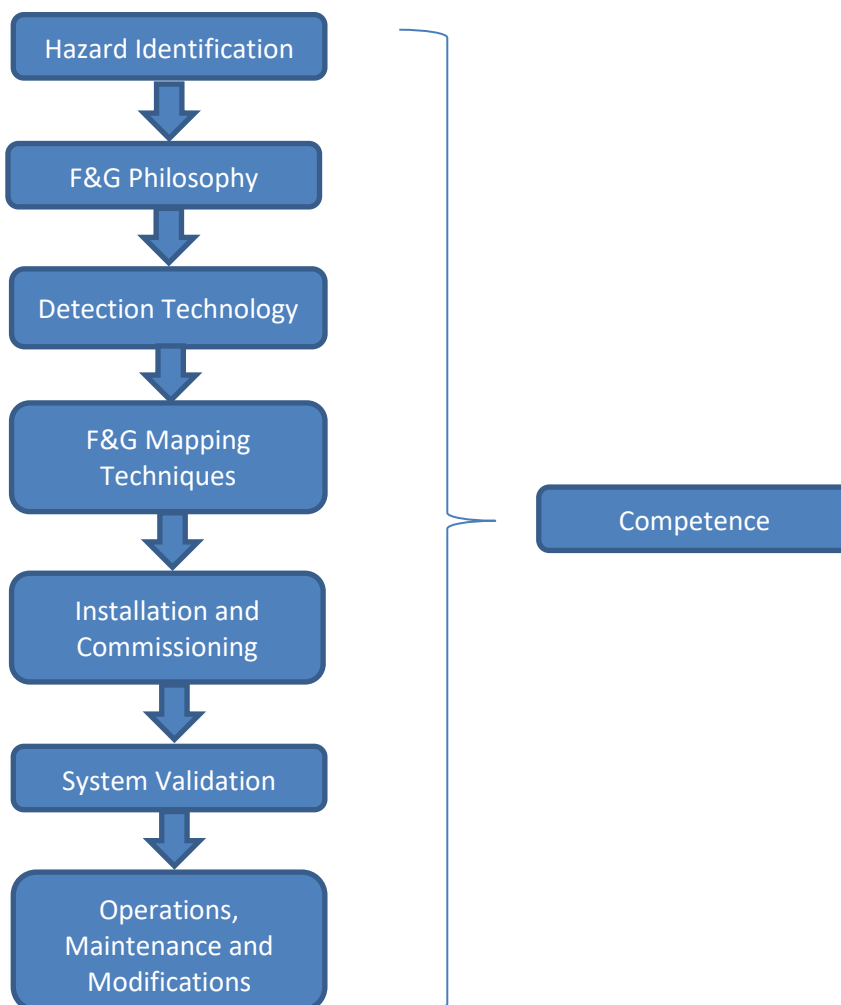 Hazard Identification
F&G Philosophy
Detection Technology
F&G Mapping
Techniques
Installation and
Commissioning
System Validation
Operations,
Maintenance and
Modifications
Competence